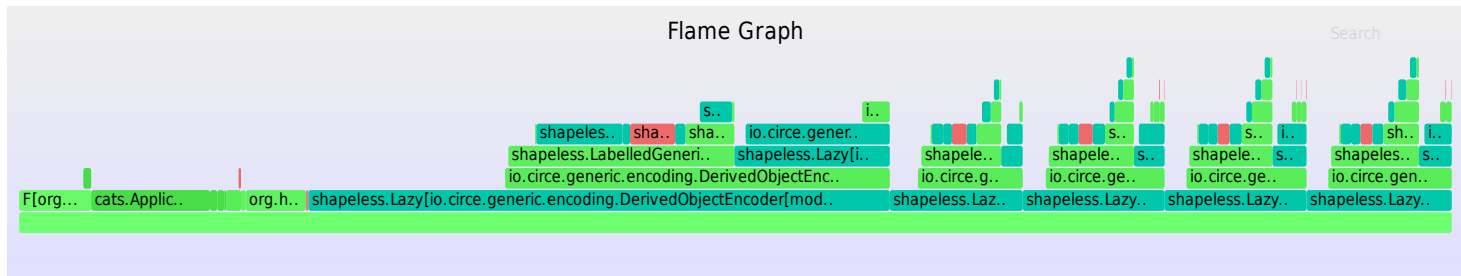 Flame Graph
Search
s.. i..
shapeles.. sha.. sha.. io.circe.gener.. s.. s.. i.. sh.. i..
shapeless.LabelledGeneri.. shapeless.Lazy[i.. shapele.. shapele.. s.. shapele.. s.. shapeles.. s..
io.circe.generic.encoding.DerivedObjectEnc.. io.circe.g.. io.circe.ge.. io.circe.ge.. io.circe.gen..
F[org... cats.Applic.. org.h.. shapeless.Lazy[io.circe.generic.encoding.DerivedObjectEncoder[mod.. shapeless.Laz.. shapeless.Lazy.. shapeless.Lazy.. shapeless.Lazy..